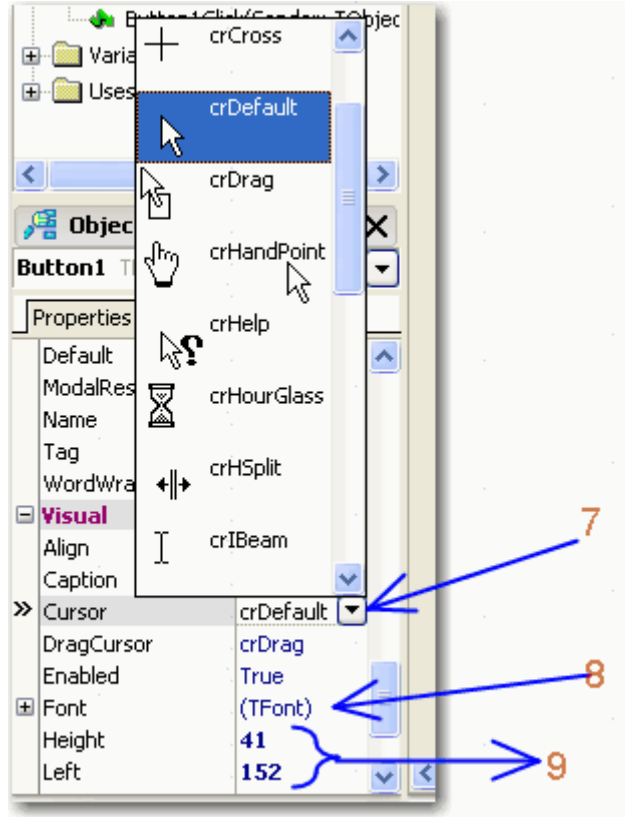 Button1Click(Sender: TObjec
Varia
Uses
crCross
crDefault
crDrag
crHandPoint
crHelp
crHourGlass
crHSplit
crIBeam
Objec
Button1
Properties
Default
ModalRes
Name
Tag
WordWra
Visual
Align
Caption
Cursor crDefault
DragCursor crDrag
Enabled True
Font (TFont)
Height 41
Left 152
7
8
9